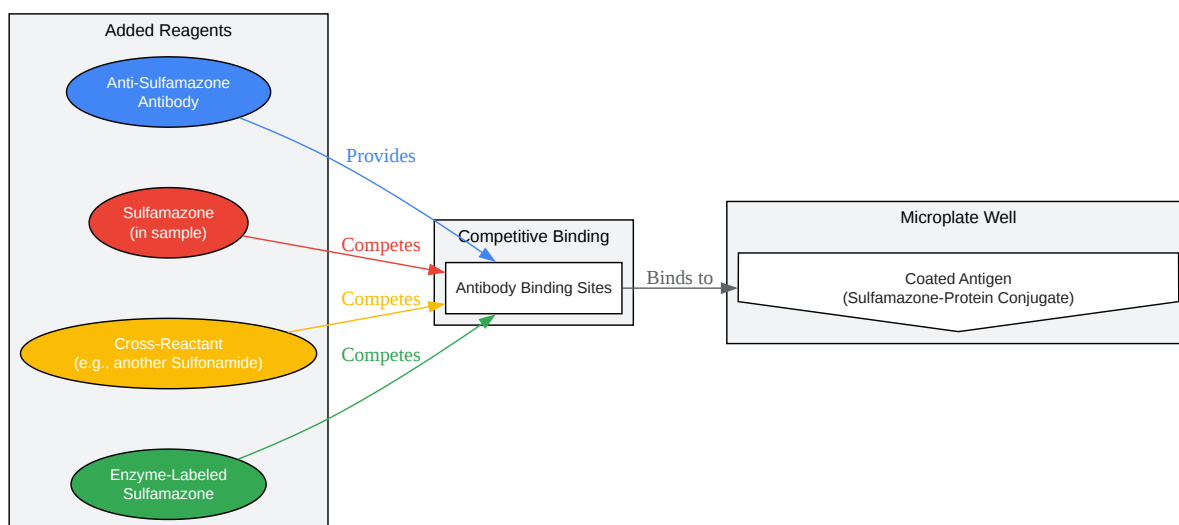 Added Reagents
Anti-Sulfamazone
Antibody
Sulfamazone
(in sample)
Cross-Reactant
(e.g., another Sulfonamide)
Enzyme-Labeled
Sulfamazone
Provides
Competes
Competes
Competes
Competitive Binding
Antibody Binding Sites
Binds to
Microplate Well
Coated Antigen
(Sulfamazone-Protein Conjugate)